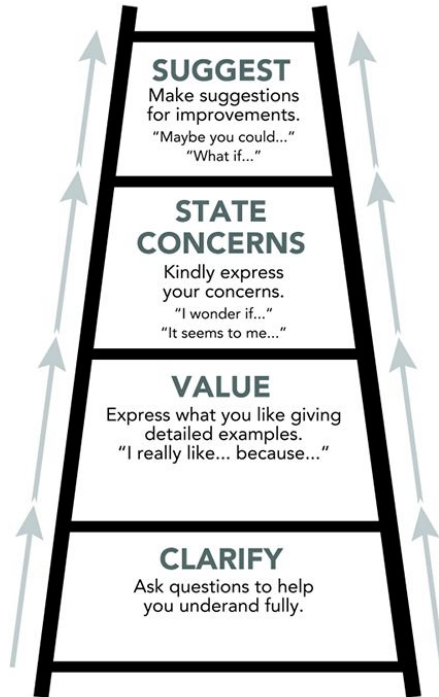 SUGGEST
Make suggestions
for improvements.
"Maybe you could..."
"What if..."
STATE
CONCERNS
Kindly express
your concerns.
"I wonder if..."
"It seems to me..."
VALUE
Express what you like giving
detailed examples.
"I really like... because..."
CLARIFY
Ask questions to help
you underand fully.